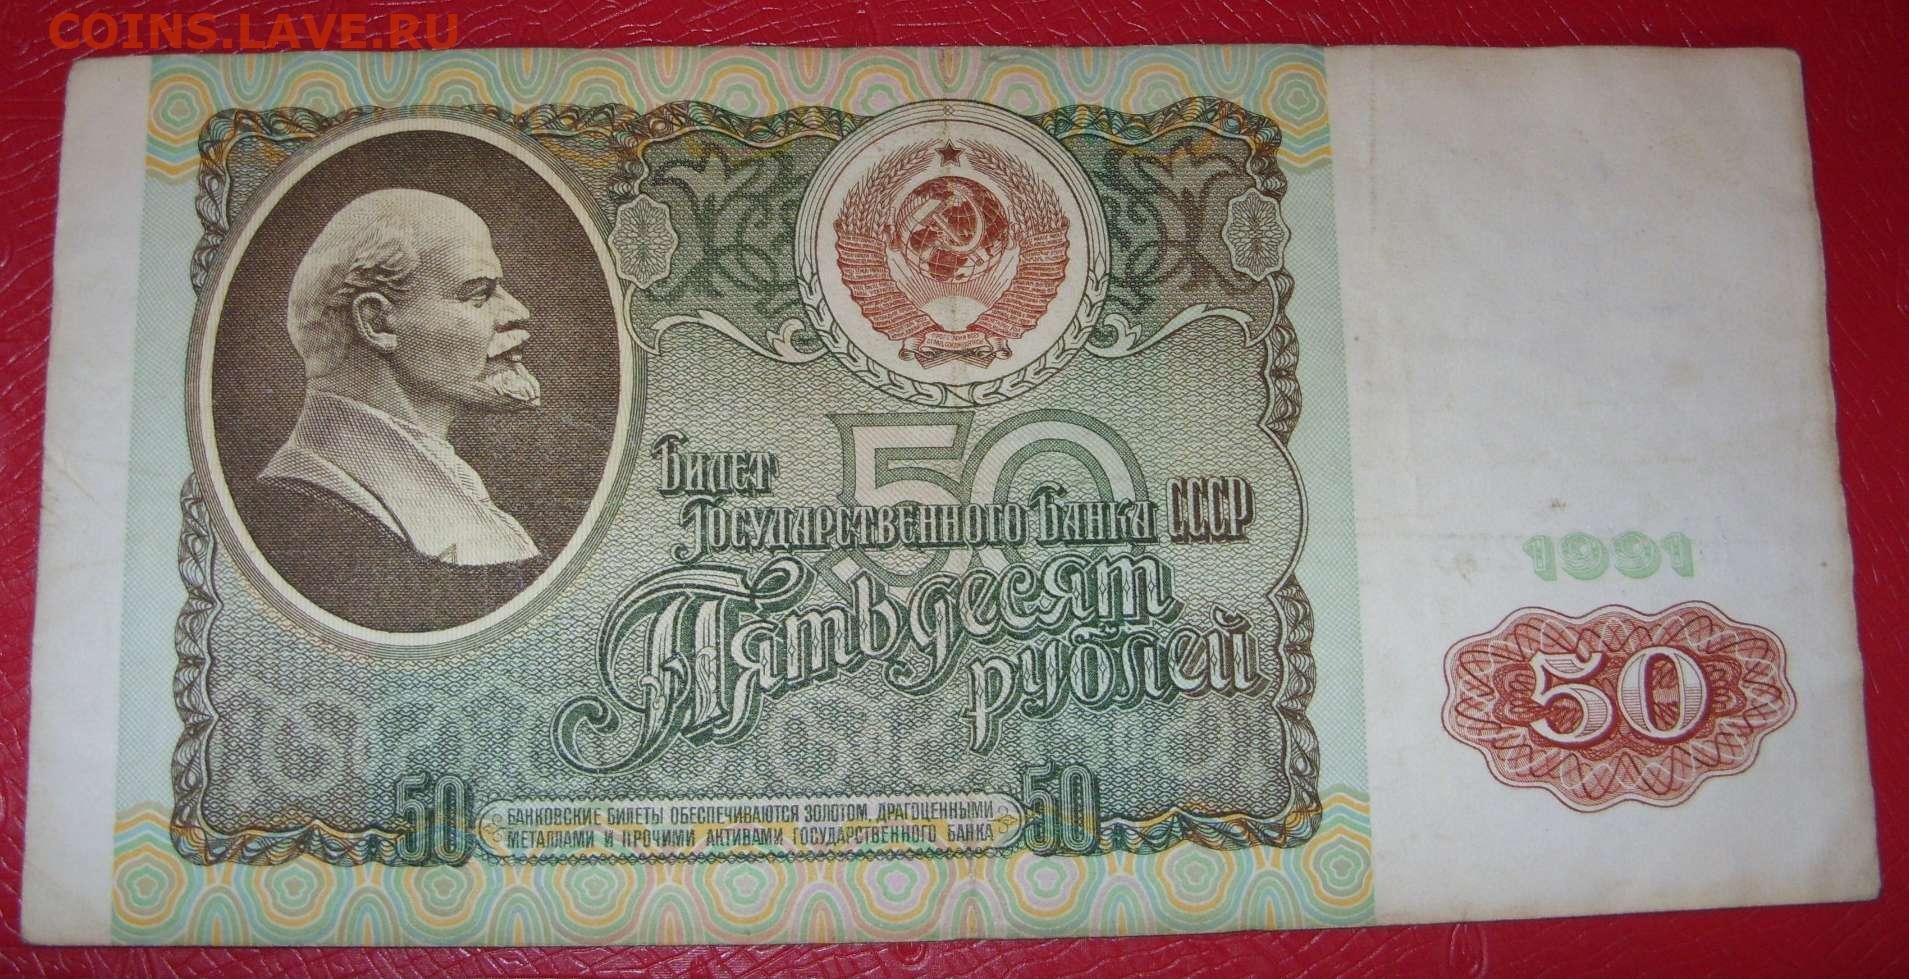 COINS.LAVE.RU
50
Билет
Государственного Банка СССР
Пятьдесят
рублей
1991
50
50
БАНКОВСКИЕ БИЛЕТЫ ОБЕСПЕЧИВАЮТСЯ ЗОЛОТОМ, ДРАГОЦЕННЫМИ
МЕТАЛЛАМИ И ПРОЧИМИ АКТИВАМИ ГОСУДАРСТВЕННОГО БАНКА
50